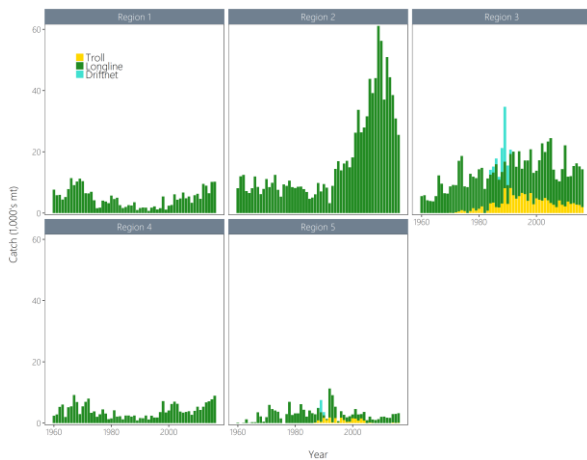 Region 1
Region 2
Region 3
60
40
20
0
Troll
Longline
Driftnet
1960
1980
2000
Catch (1,000's mt)
Region 4
Region 5
60
40
20
0
1960
1980
2000
1960
1980
2000
Year